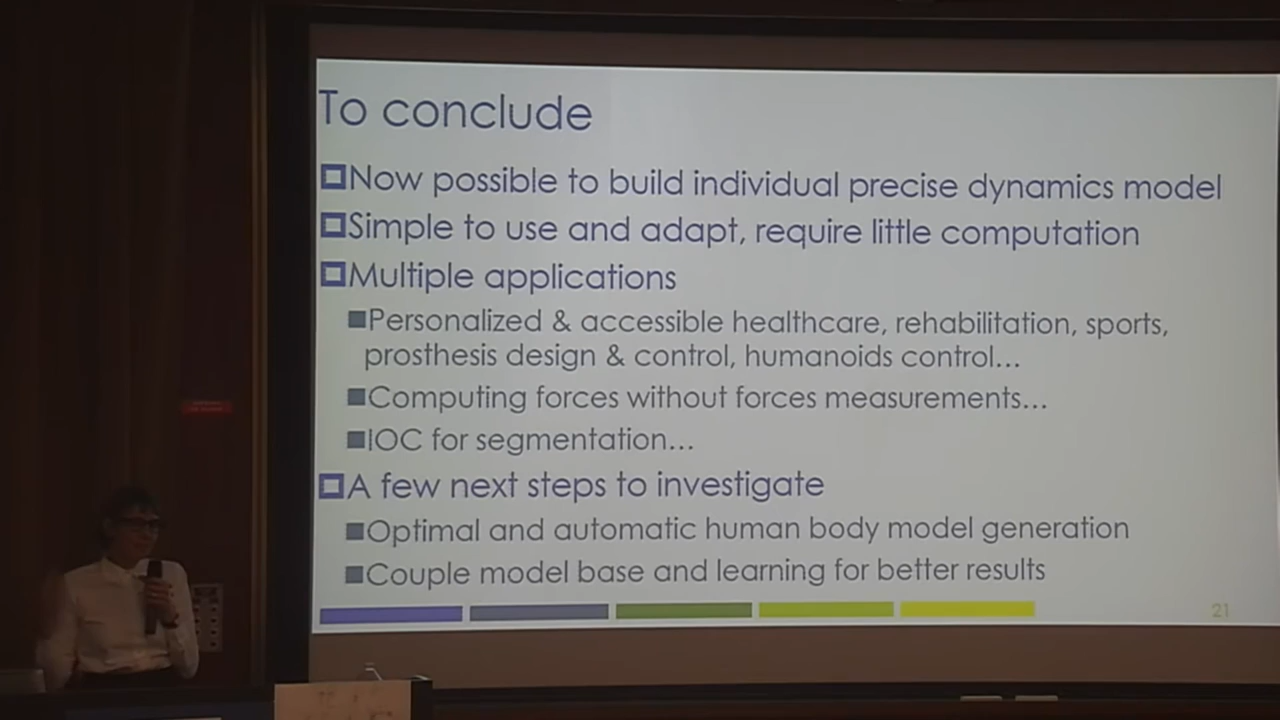 To conclude
Now possible to build individual precise dynamics model
Simple to use and adapt, require little computation
Multiple applications
Personalized & accessible healthcare, rehabilitation, sports,
prosthesis design & control, humanoids control...
Computing forces without forces measurements...
IOC for segmentation...
A few next steps to investigate
Optimal and automatic human body model generation
Couple model base and learning for better results
21